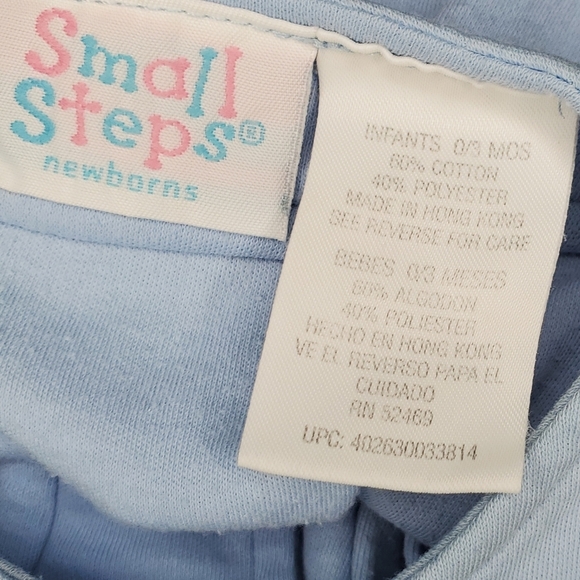 Small
Steps®
newborns
INFANTS 0/3 MOS
60% COTTON
40% POLYESTER
MADE IN HONG KONG
SEE REVERSE FOR CARE
BEBES: 0/3 MESES
60% ALGODON
40% POLIESTER
HECHO EN HONG KONG
VE EL REVERSO PAPA EL
CUIDADO
RN 52469
UPC: 402630033814